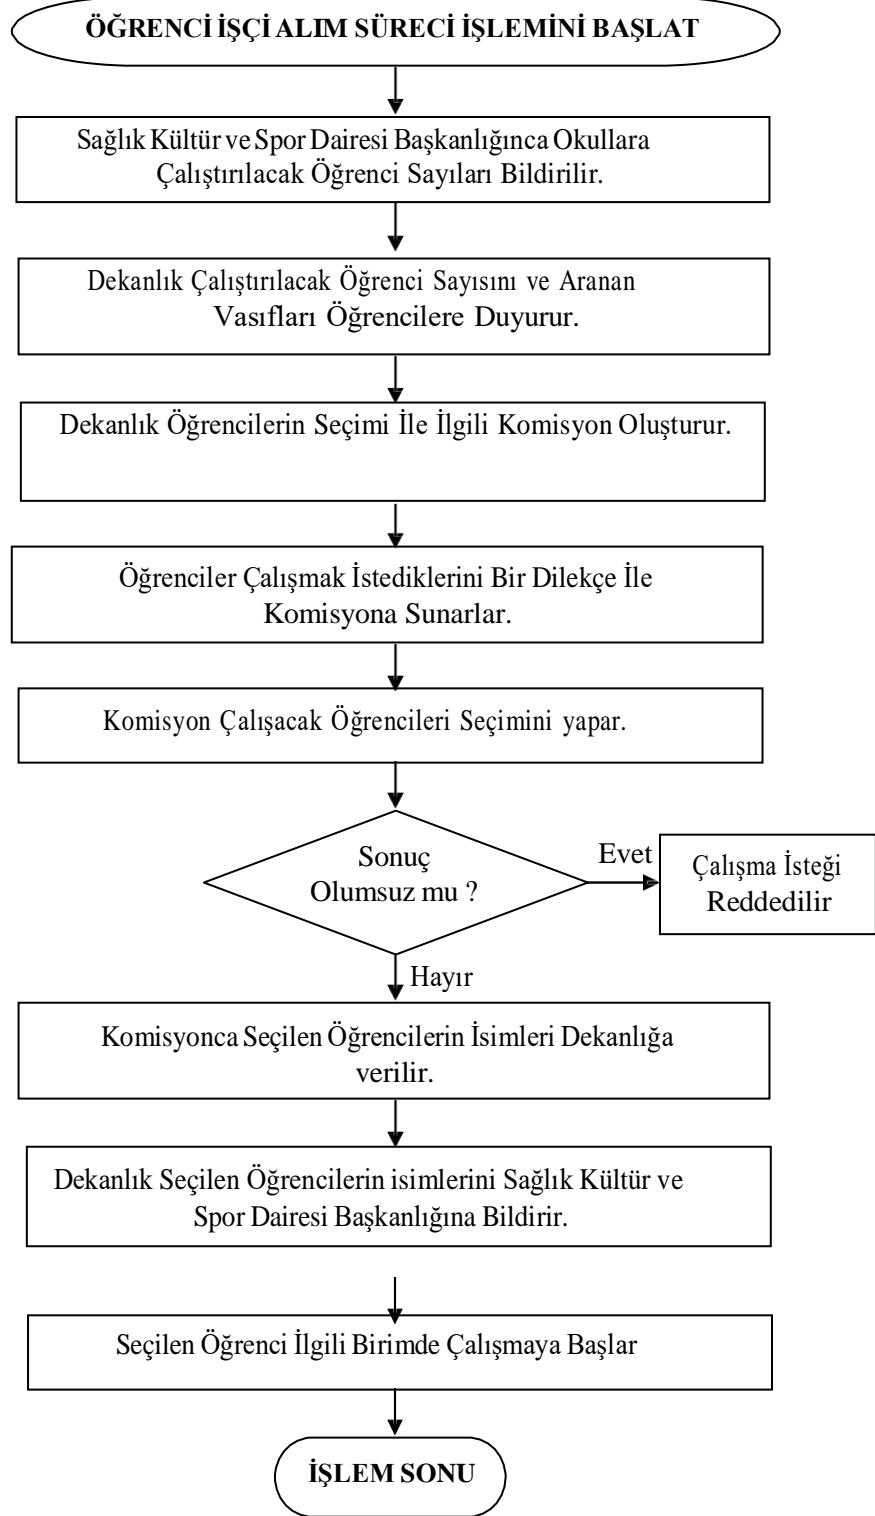 ÖĞRENCİ İŞÇİ ALIM SÜRECİ İŞLEMİNİ BAŞLAT
Sağlık Kültür ve Spor Dairesi Başkanlığınca Okullara
Çalıştırılacak Öğrenci Sayıları Bildirilir.
Dekanlık Çalıştırılacak Öğrenci Sayısını ve Aranan
Vasıfları Öğrencilere Duyurur.
Dekanlık Öğrencilerin Seçimi İle İlgili Komisyon Oluşturur.
Öğrenciler Çalışmak İstediklerini Bir Dilekçe İle
Komisyona Sunarlar.
Komisyon Çalışacak Öğrencileri Seçimini yapar.
Sonuç
Olumsuz mu ?
Evet
Çalışma İsteği
Reddedilir
Hayır
Komisyonca Seçilen Öğrencilerin İsimleri Dekanlığa
verilir.
Dekanlık Seçilen Öğrencilerin isimlerini Sağlık Kültür ve
Spor Dairesi Başkanlığına Bildirir.
Seçilen Öğrenci İlgili Birimde Çalışmaya Başlar
İŞLEM SONU